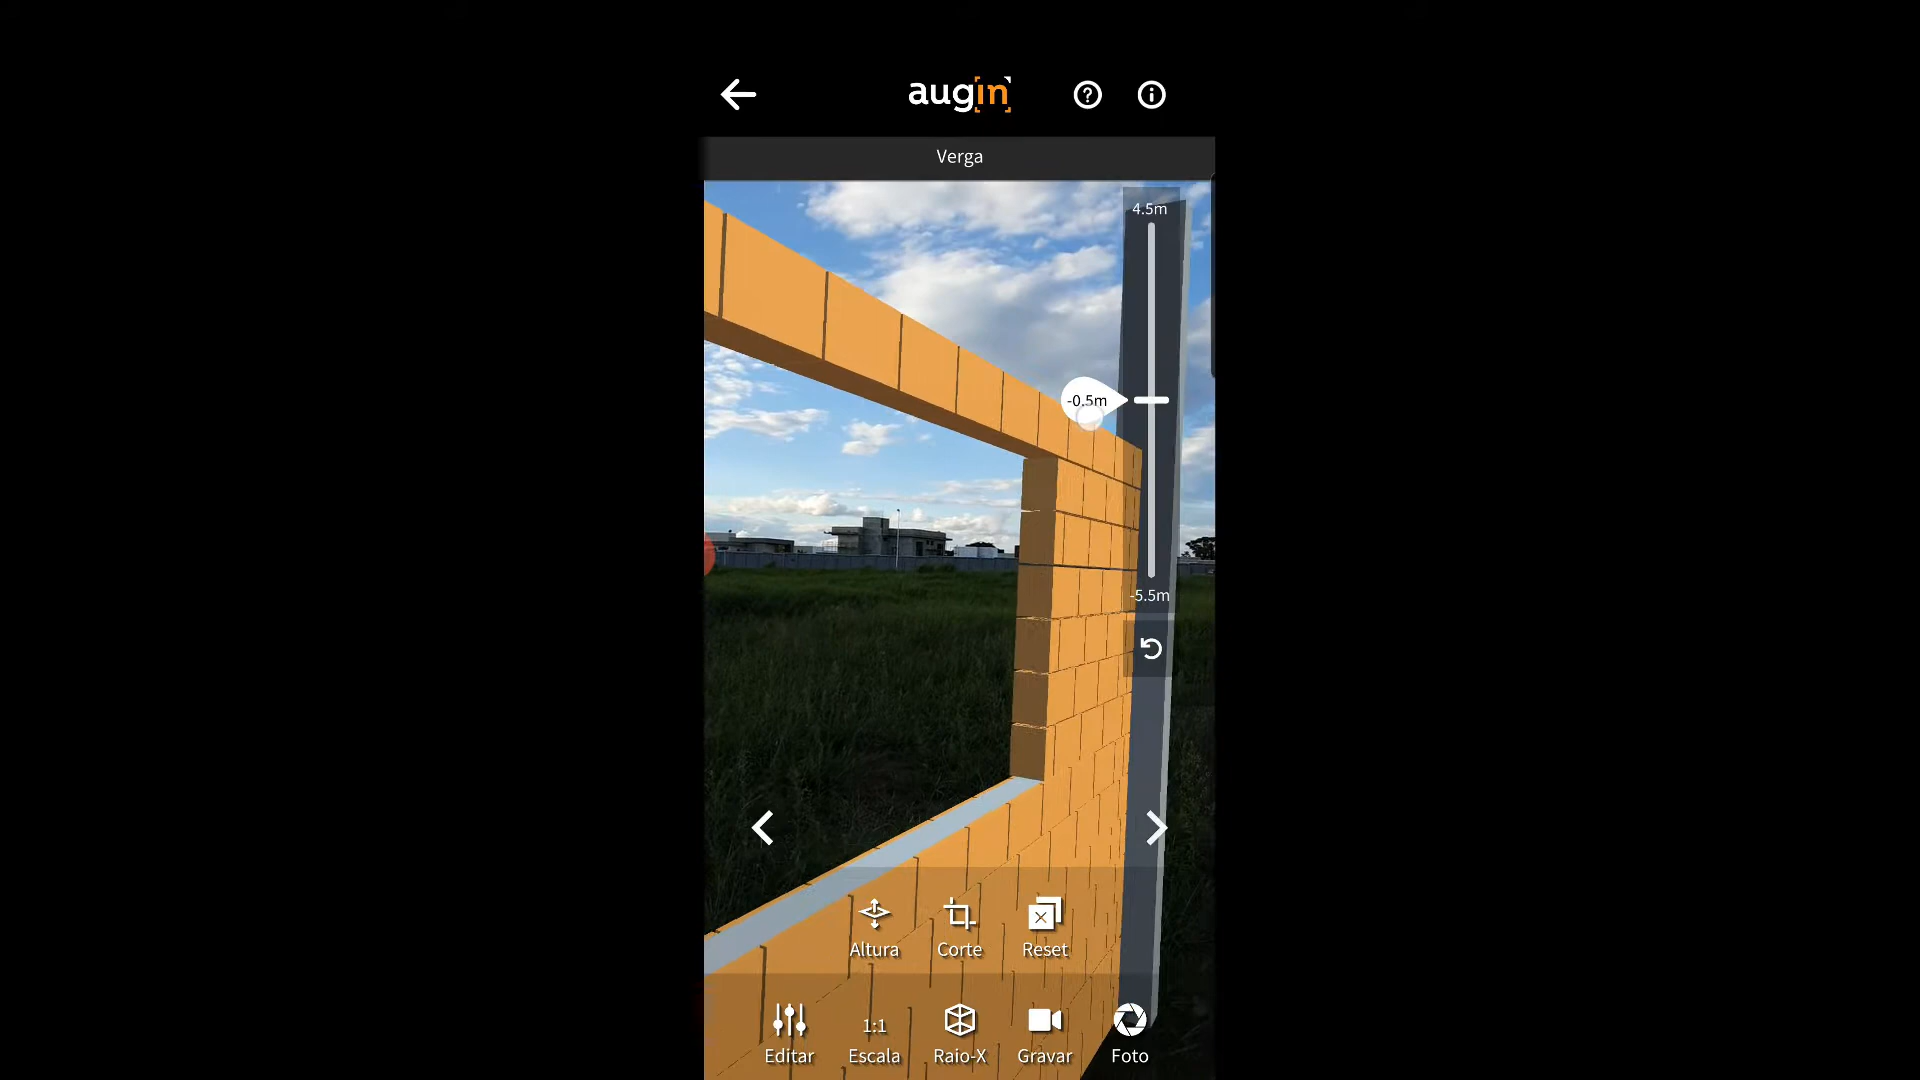 augin
Verga
4.5m
-0.5m
-5.5m
Altura
Corte
Reset
1:1
Editar
Escala
Raio-X
Gravar
Foto